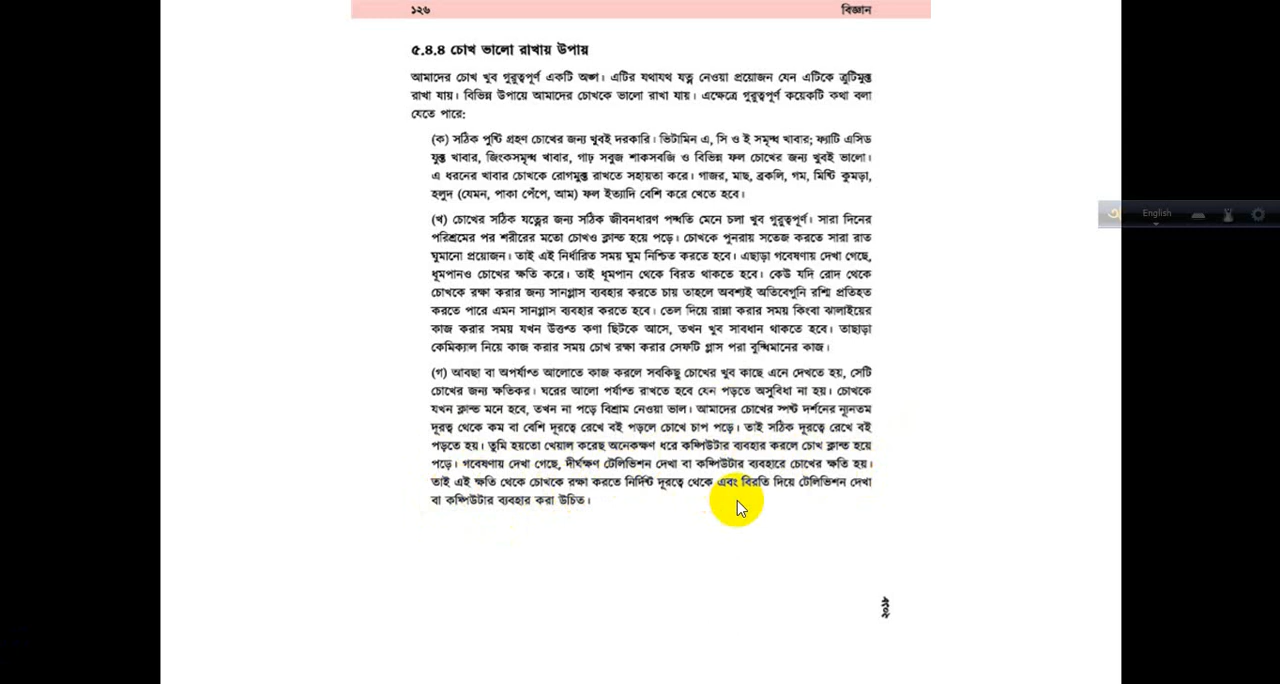 ১২৬ বিজ্ঞান
৫.৪.৪ চোখ ভালো রাখায় উপায়
আমাদের চোখ খুব গুরুত্বপূর্ণ একটি অঙ্গ। এটির যথাযথ যত্ন নেওয়া প্রয়োজন যেন এটিকে ত্রুটিমুক্ত
রাখা যায়। বিভিন্ন উপায়ে আমাদের চোখকে ভালো রাখা যায়। এক্ষেত্রে গুরুত্বপূর্ণ কয়েকটি কথা বলা
যেতে পারে:
(ক) সঠিক পুষ্টি গ্রহণ চোখের জন্য খুবই দরকারি। ভিটামিন এ, সি ও ই সমৃদ্ধ খাবার; ফ্যাটি এসিড
যুক্ত খাবার, জিংকসমৃদ্ধ খাবার, গাঢ় সবুজ শাকসবজি ও বিভিন্ন ফল চোখের জন্য খুবই ভালো।
এ ধরনের খাবার চোখকে রোগমুক্ত রাখতে সহায়তা করে। গাজর, মাছ, ব্রকলি, গম, মিষ্টি কুমড়া,
হলুদ (যেমন, পাকা পেঁপে, আম) ফল ইত্যাদি বেশি করে খেতে হবে।
(খ) চোখের সঠিক যত্নের জন্য সঠিক জীবনধারণ পদ্ধতি মেনে চলা খুব গুরুত্বপূর্ণ। সারা দিনের
পরিশ্রমের পর শরীরের মতো চোখও ক্লান্ত হয়ে পড়ে। চোখকে পুনরায় সতেজ করতে সারা রাত
ঘুমানো প্রয়োজন। তাই এই নির্ধারিত সময় ঘুম নিশ্চিত করতে হবে। এছাড়া গবেষণায় দেখা গেছে,
ধূমপানও চোখের ক্ষতি করে। তাই ধূমপান থেকে বিরত থাকতে হবে। কেউ যদি রোদ থেকে
চোখকে রক্ষা করার জন্য সানগ্লাস ব্যবহার করতে চায় তাহলে অবশ্যই অতিবেগুনি রশ্মি প্রতিহত
করতে পারে এমন সানগ্লাস ব্যবহার করতে হবে। তেল দিয়ে রান্না করার সময় কিংবা ঝালাইয়ের
কাজ করার সময় যখন উত্তপ্ত কণা ছিটকে আসে, তখন খুব সাবধান থাকতে হবে। তাছাড়া
কেমিক্যাল নিয়ে কাজ করার সময় চোখ রক্ষা করার সেফটি গ্লাস পরা বুদ্ধিমানের কাজ।
(গ) আবছা বা অপর্যাপ্ত আলোতে কাজ করলে সবকিছু চোখের খুব কাছে এনে দেখতে হয়, সেটি
চোখের জন্য ক্ষতিকর। ঘরের আলো পর্যাপ্ত রাখতে হবে যেন পড়তে অসুবিধা না হয়। চোখকে
যখন ক্লান্ত মনে হবে, তখন না পড়ে বিশ্রাম নেওয়া ভাল। আমাদের চোখের স্পষ্ট দর্শনের ন্যূনতম
দূরত্ব থেকে কম বা বেশি দূরত্বে রেখে বই পড়লে চোখে চাপ পড়ে। তাই সঠিক দূরত্বে রেখে বই
পড়তে হয়। তুমি হয়তো খেয়াল করেছ অনেকক্ষণ ধরে কম্পিউটার ব্যবহার করলে চোখ ক্লান্ত হয়ে
পড়ে। গবেষণায় দেখা গেছে, দীর্ঘক্ষণ টেলিভিশন দেখা বা কম্পিউটার ব্যবহারে চোখের ক্ষতি হয়।
তাই এই ক্ষতি থেকে চোখকে রক্ষা করতে নির্দিষ্ট দূরত্বে থেকে এবং বিরতি দিয়ে টেলিভিশন দেখা
বা কম্পিউটার ব্যবহার করা উচিত।
English